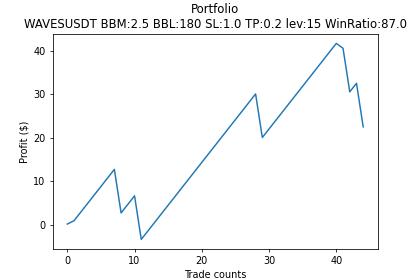 Portfolio
WAVESUSDT BBM:2.5 BBL:180 SL:1.0 TP:0.2 lev:15 WinRatio:87.0
40
30
20
10
0
Profit ($)
0 10 20 30 40
Trade counts